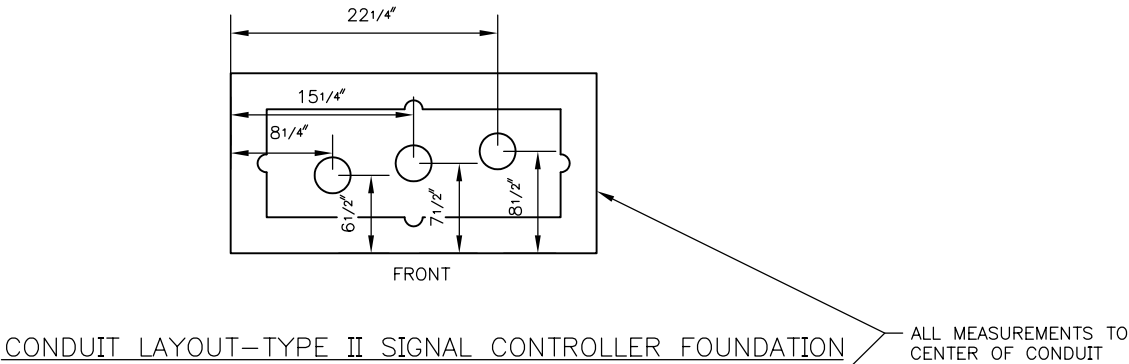 22 1/4"
15 1/4"
8 1/4"
6 1/2"
7 1/2"
8 1/2"
FRONT
CONDUIT LAYOUT-TYPE II SIGNAL CONTROLLER FOUNDATION
ALL MEASUREMENTS TO
CENTER OF CONDUIT